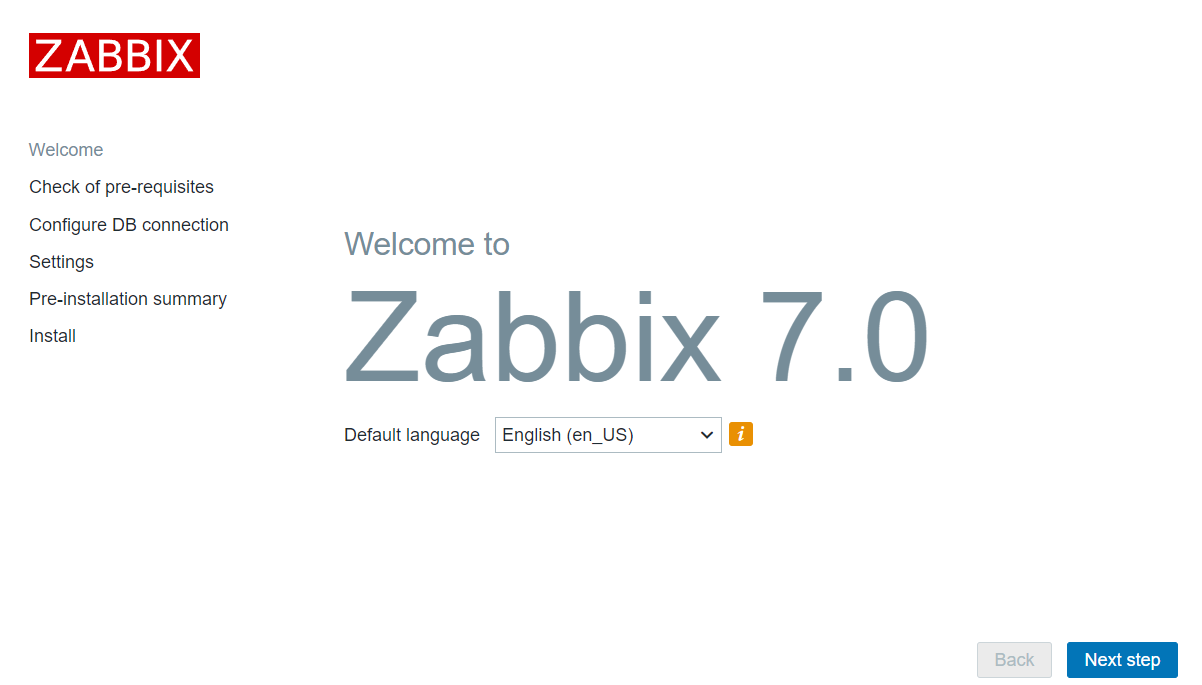 ZABBIX
Welcome
Check of pre-requisites
Configure DB connection
Settings
Pre-installation summary
Install
Welcome to
Zabbix 7.0
Default language English (en_US) i
Back Next step